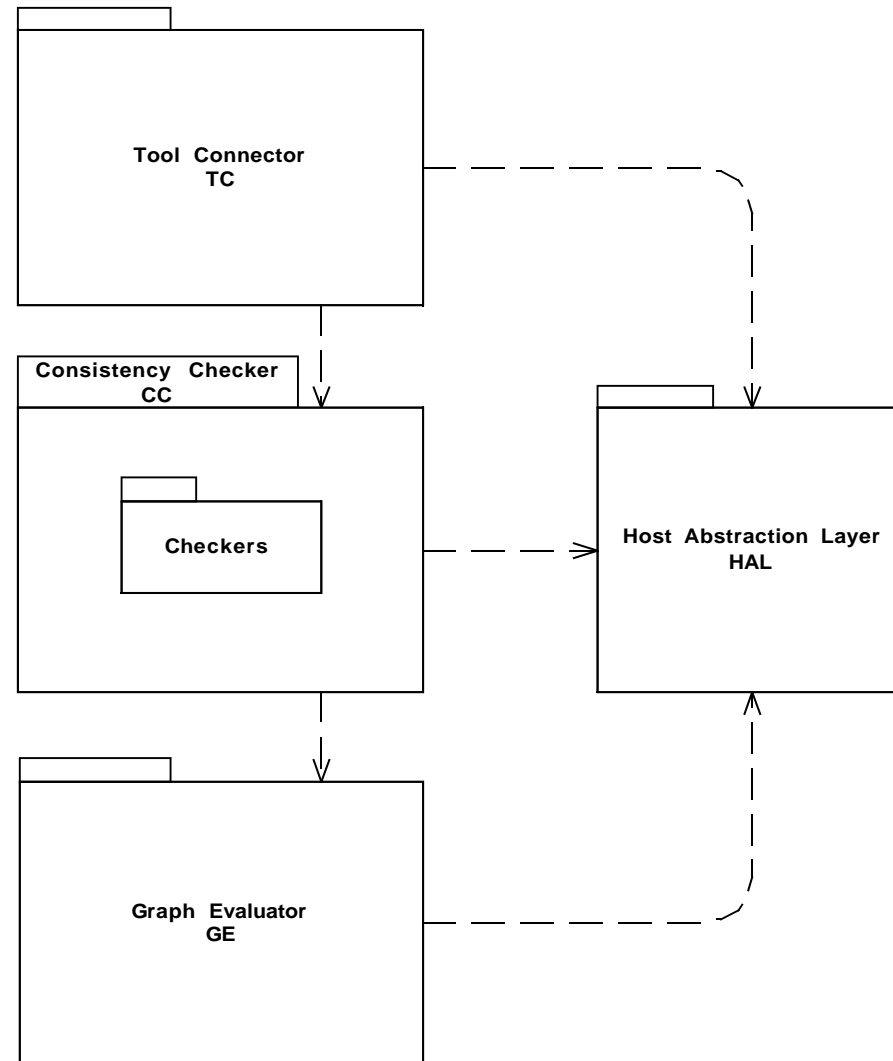 Tool Connector
TC
Consistency Checker
CC
Checkers
Host Abstraction Layer
HAL
Graph Evaluator
GE